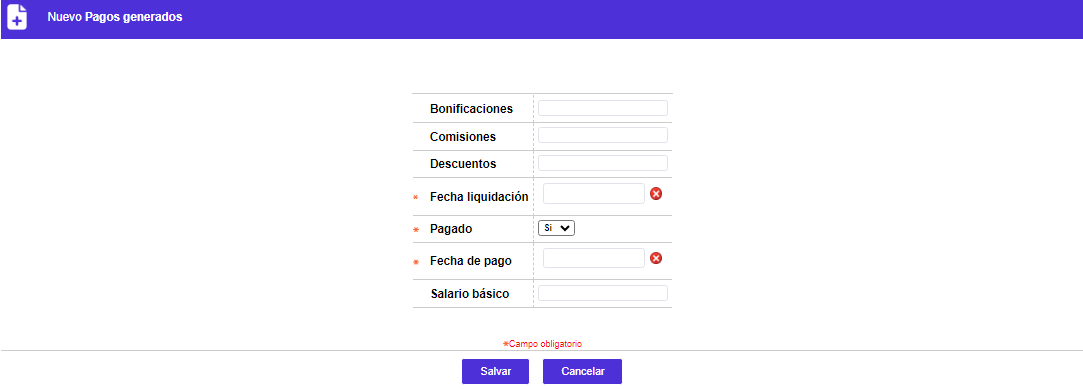 Nuevo Pagos generados
Bonificaciones
Comisiones
Descuentos
* Fecha liquidación
* Pagado Si
* Fecha de pago
Salario básico
*Campo obligatorio
Salvar Cancelar